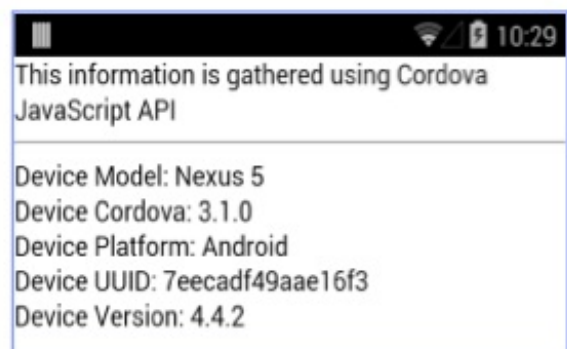 10:29
This information is gathered using Cordova
JavaScript API
Device Model: Nexus 5
Device Cordova: 3.1.0
Device Platform: Android
Device UUID: 7eecadf49aae16f3
Device Version: 4.4.2